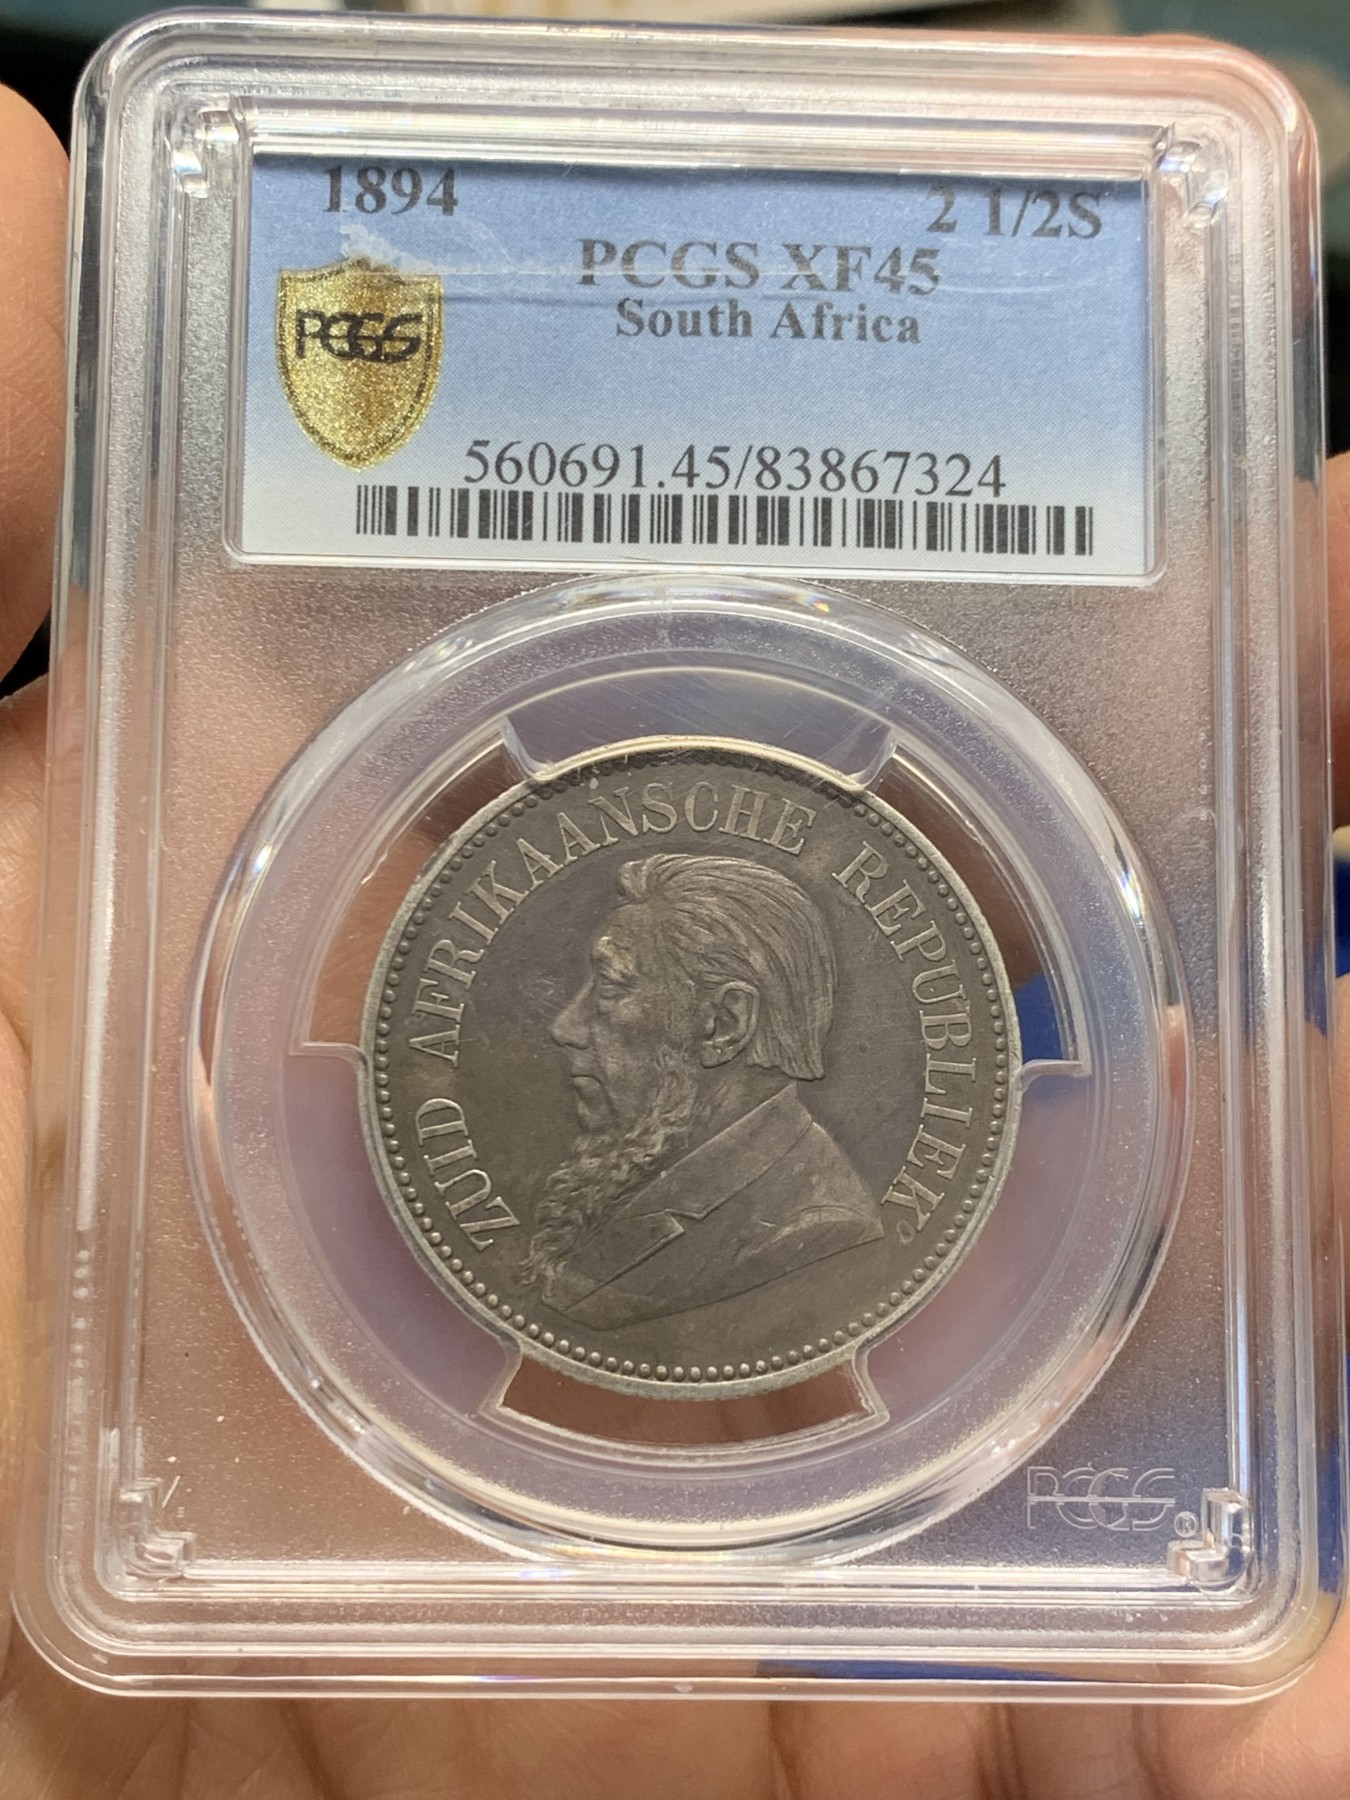 1894
2 1/2S
PCGS XF45
South Africa
PCGS
560691.45/83867324
ZUID AFRIKAANSCHE REPUBLIEK
PCGS®